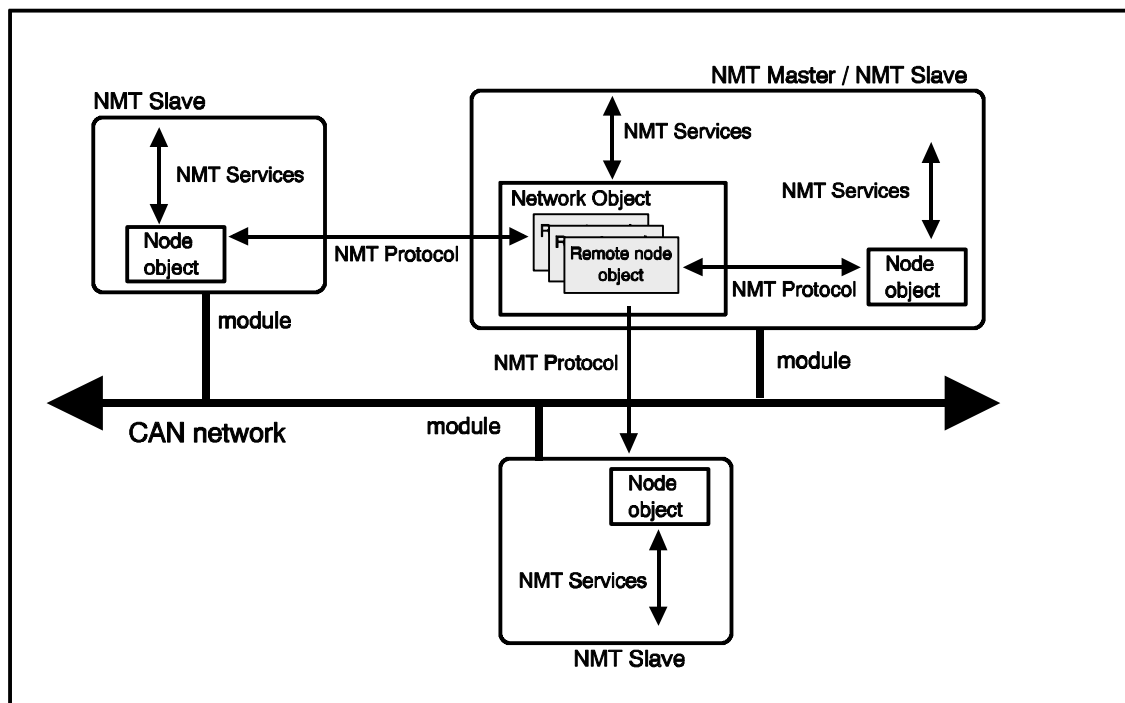 NMT Master / NMT Slave
NMT Slave
NMT Services
NMT Services
NMT Services
Network Object
Node
object
NMT Protocol
R
R
Remote node
object
NMT Protocol
Node
object
module
NMT Protocol
module
CAN network
module
Node
object
NMT Services
NMT Slave